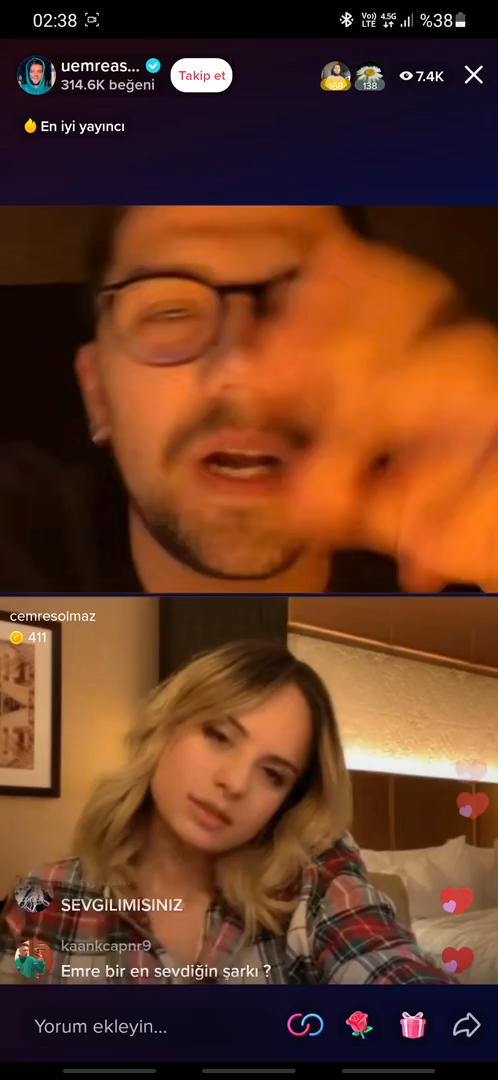 02:38
Vo))
LTE
4.5G
%38
uemreas...
314.6K beğeni
Takip et
168
138
7.4K
En iyi yayıncı
cemresolmaz
411
SEVGILIMISINIZ
kaankcapnr9
Emre bir en sevdiğin şarkı ?
Yorum ekleyin...